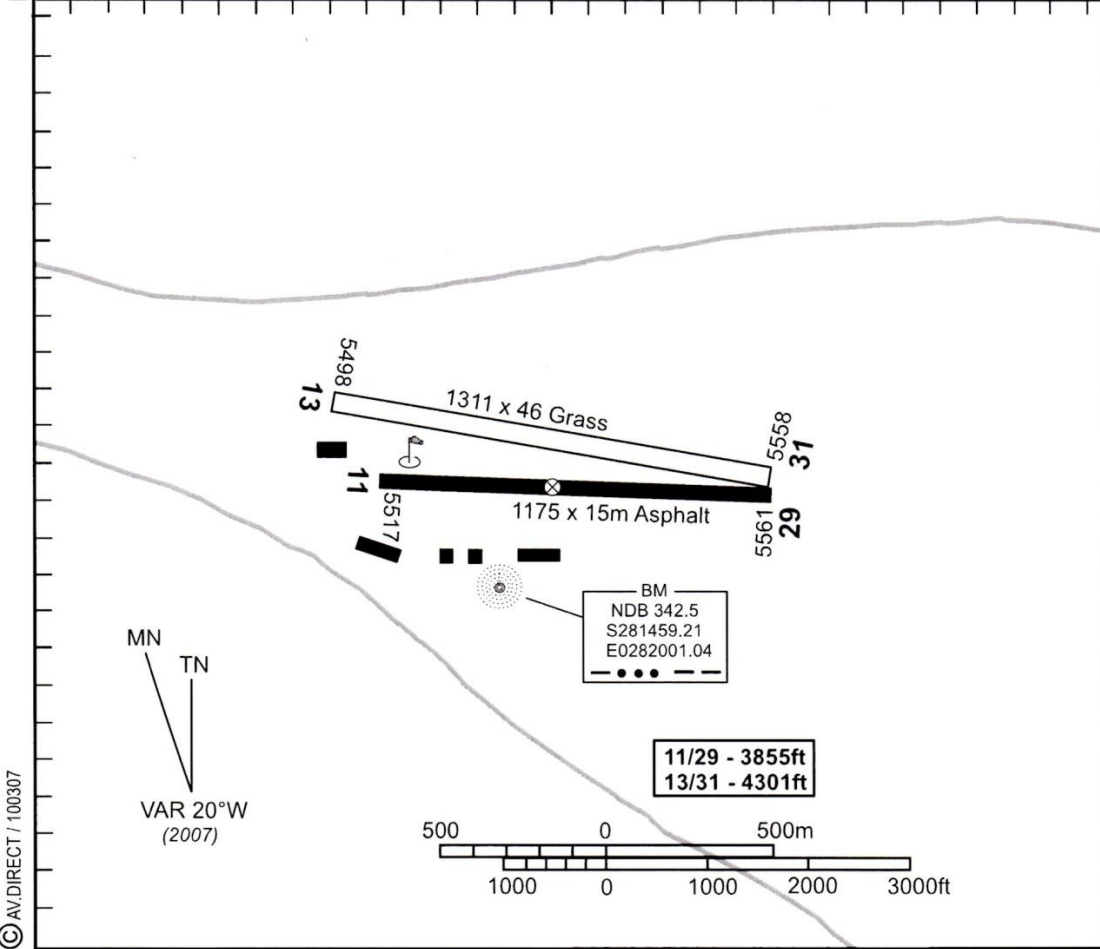 5498
13
1311 x 46 Grass
5558
31
11
5517
1175 x 15m Asphalt
5561
29
BM
NDB 342.5
S281459.21
E0282001.04
MN
TN
VAR 20°W
(2007)
11/29 - 3855ft
13/31 - 4301ft
500 0 500m
1000 0 1000 2000 3000ft
© AV.DIRECT / 100307